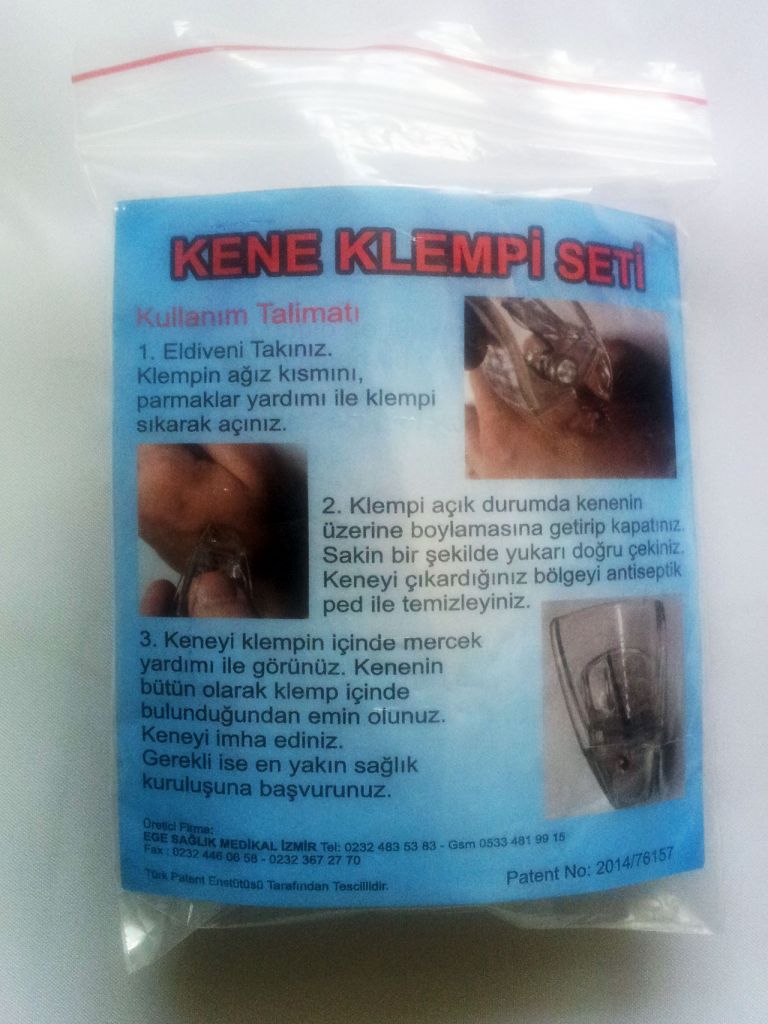 KENE KLEMPİ SETİ
Kullanım Talimatı
1. Eldiveni Takınız.
Klempin ağız kısmını,
parmaklar yardımı ile klempi
sıkarak açınız.
2. Klempi açık durumda kenenin
üzerine boylamasına getirip kapatınız.
Sakin bir şekilde yukarı doğru çekiniz.
Keneyi çıkardığınız bölgeyi antiseptik
ped ile temizleyiniz.
3. Keneyi klempin içinde mercek
yardımı ile görünüz. Kenenin
bütün olarak klemp içinde
bulunduğundan emin olunuz.
Keneyi imha ediniz.
Gerekli ise en yakın sağlık
kuruluşuna başvurunuz.
Üretici Firma:
EGE SAĞLIK MEDİKAL İZMİR Tel: 0232 483 53 83 - Gsm 0533 481 99 15
Fax : 0232 446 06 58 - 0232 367 27 70
Türk Patent Enstütüsü Tarafından Tescillidir.
Patent No: 2014/76157